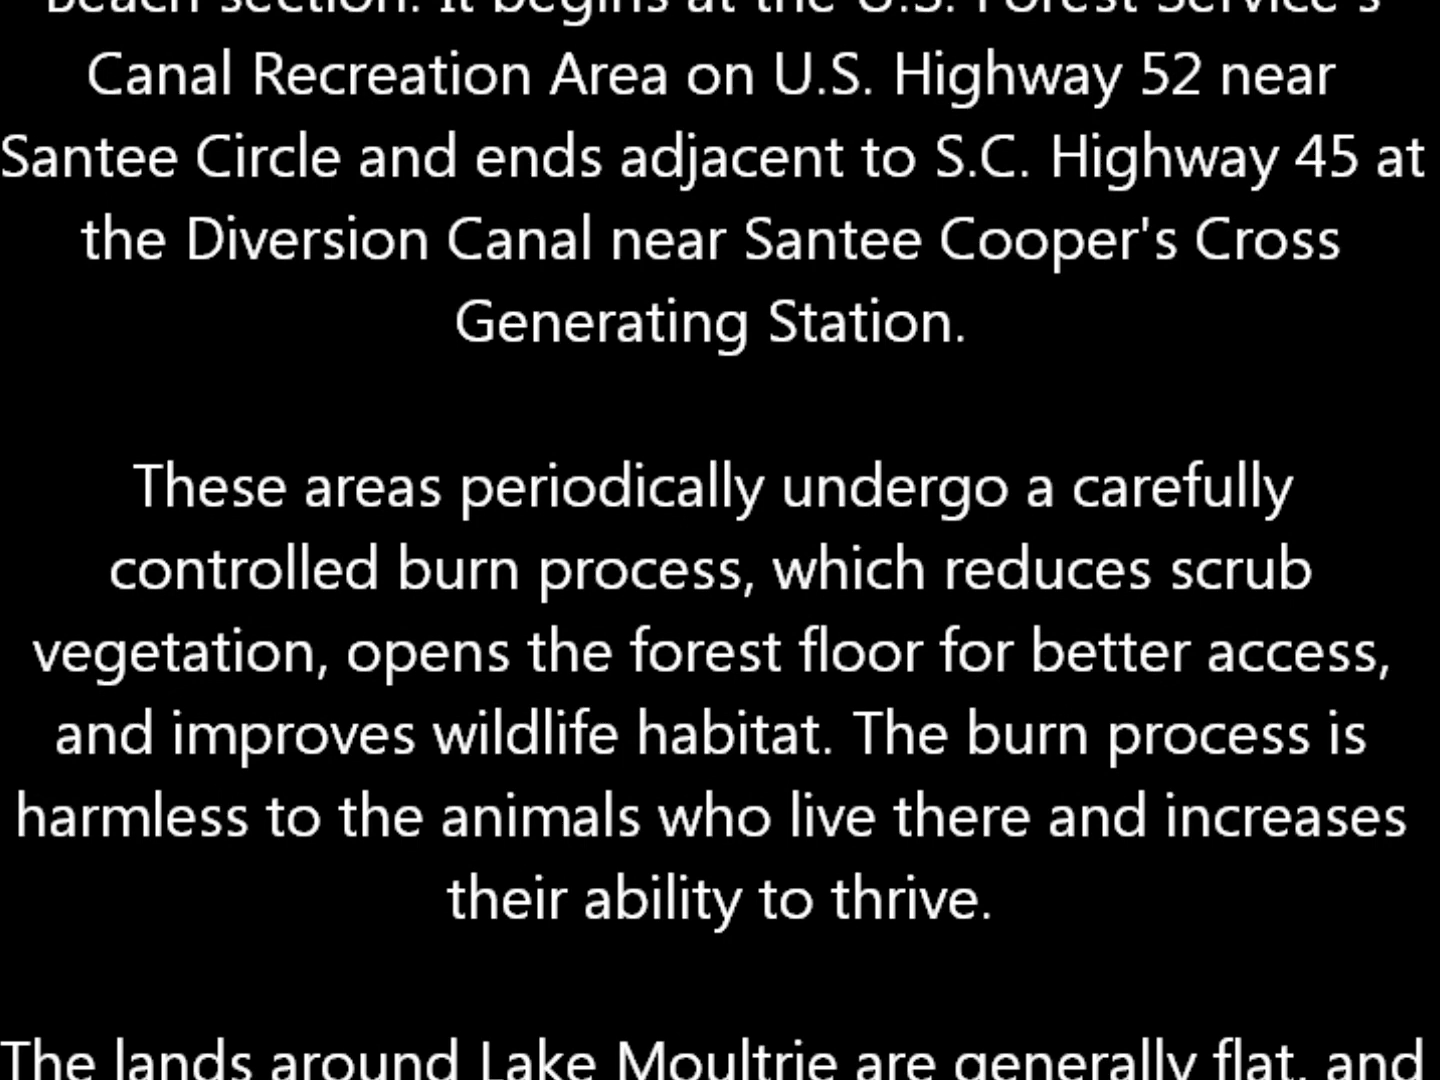 Beach section. It begins at the U.S. Forest Service's
Canal Recreation Area on U.S. Highway 52 near
Santee Circle and ends adjacent to S.C. Highway 45 at
the Diversion Canal near Santee Cooper's Cross
Generating Station.
These areas periodically undergo a carefully
controlled burn process, which reduces scrub
vegetation, opens the forest floor for better access,
and improves wildlife habitat. The burn process is
harmless to the animals who live there and increases
their ability to thrive.
The lands around Lake Moultrie are generally flat, and